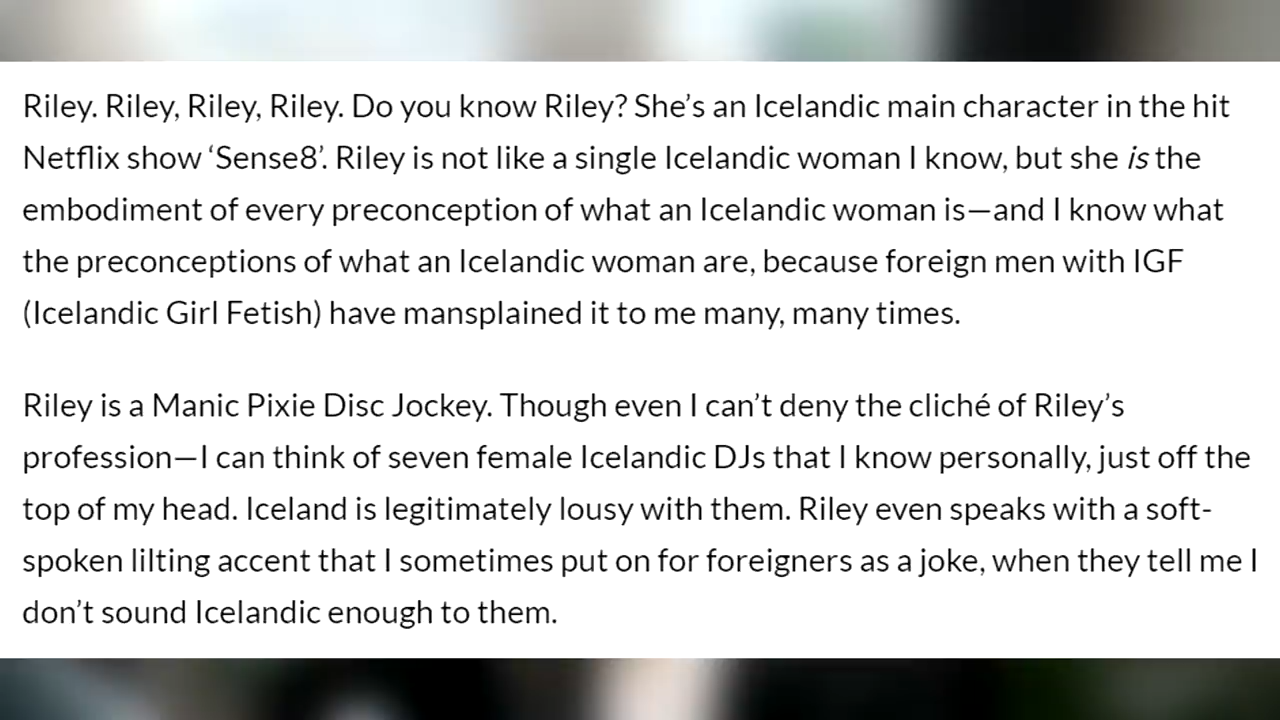 Riley. Riley, Riley, Riley. Do you know Riley? She’s an Icelandic main character in the hit
Netflix show ‘Sense8’. Riley is not like a single Icelandic woman I know, but she is the
embodiment of every preconception of what an Icelandic woman is—and I know what
the preconceptions of what an Icelandic woman are, because foreign men with IGF
(Icelandic Girl Fetish) have mansplained it to me many, many times.
Riley is a Manic Pixie Disc Jockey. Though even I can’t deny the cliché of Riley’s
profession—I can think of seven female Icelandic DJs that I know personally, just off the
top of my head. Iceland is legitimately lousy with them. Riley even speaks with a soft-
spoken lilting accent that I sometimes put on for foreigners as a joke, when they tell me I
don’t sound Icelandic enough to them.